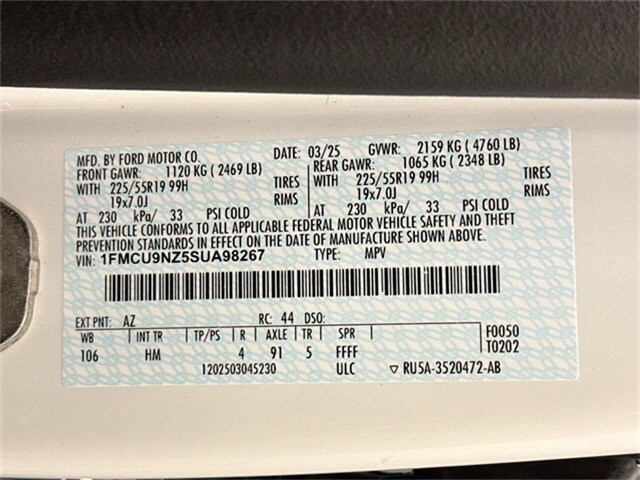 MFD. BY FORD MOTOR CO.
DATE: 03/25 GVWR: 2159 KG ( 4760 LB)
FRONT GAWR: 1120 KG ( 2469 LB)
REAR GAWR: 1065 KG ( 2348 LB)
WITH 225/55R19 99H TIRES
19x7.0J RIMS
WITH 225/55R19 99H TIRES
19x7.0J RIMS
AT 230 kPa/ 33 PSI COLD
AT 230 kPa/ 33 PSI COLD
THIS VEHICLE CONFORMS TO ALL APPLICABLE FEDERAL MOTOR VEHICLE SAFETY AND THEFT
PREVENTION STANDARDS IN EFFECT ON THE DATE OF MANUFACTURE SHOWN ABOVE.
VIN: 1FMCU9NZ5SUA98267 TYPE: MPV
EXT PNT: AZ RC: 44 DSO:
WB INT TR TP/PS R AXLE TR SPR
106 HM 4 91 5 FFFF
F0050
T0202
1202503045230 ULC ▽ RU5A-3520472-AB